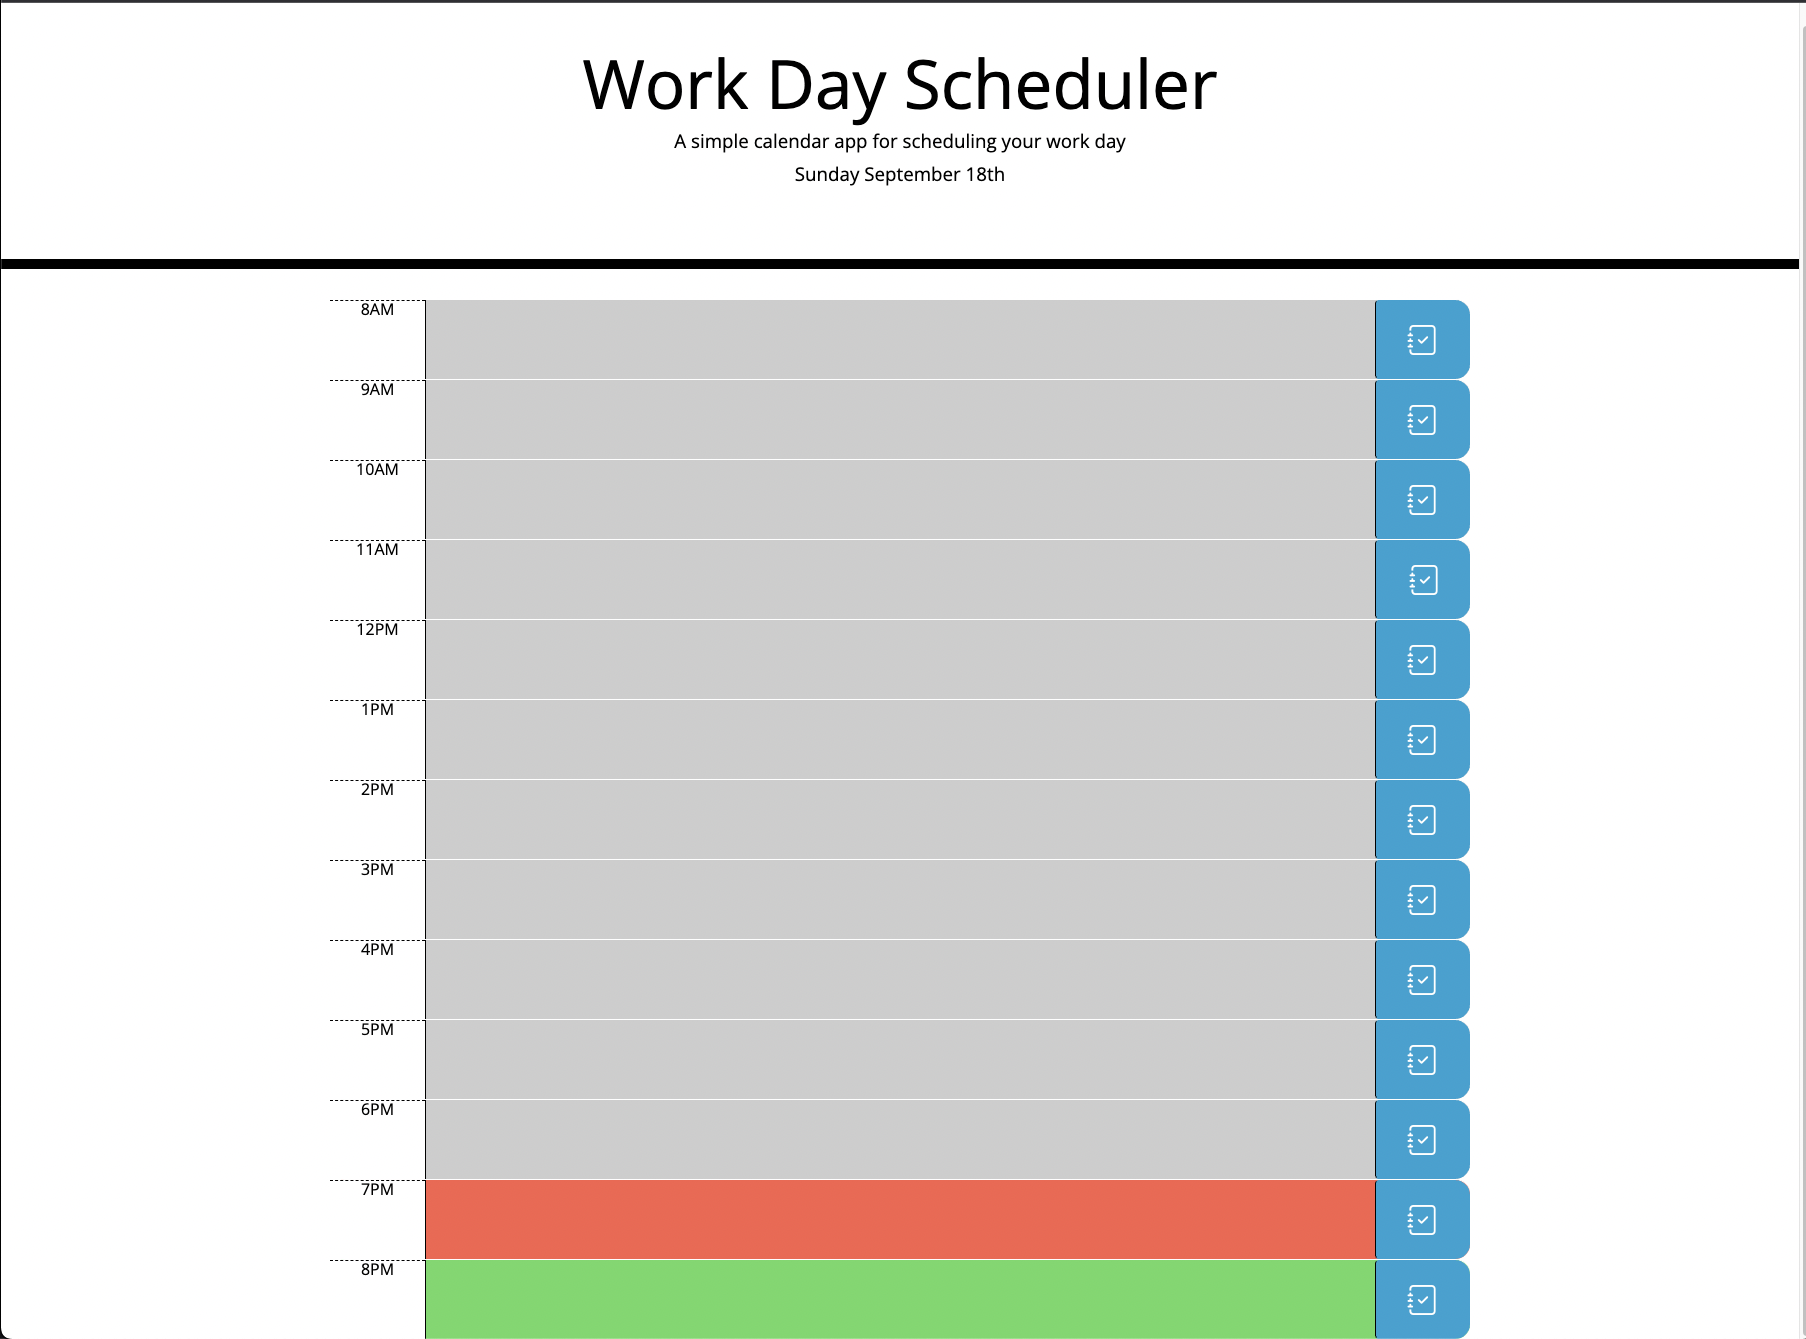 Work Day Scheduler
A simple calendar app for scheduling your work day
Sunday September 18th
8AM
9AM
10AM
11AM
12PM
1PM
2PM
3PM
4PM
5PM
6PM
7PM
8PM